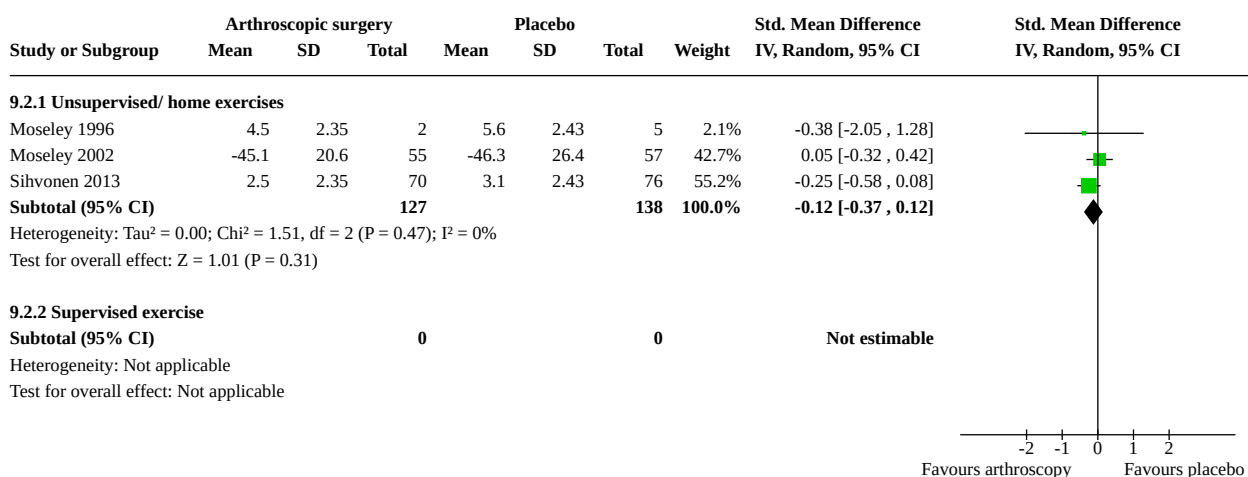 Arthroscopic surgery Placebo Std. Mean Difference Std. Mean Difference
Study or Subgroup Mean SD Total Mean SD Total Weight IV, Random, 95% CI IV, Random, 95% CI
9.2.1 Unsupervised/ home exercises
Moseley 1996 4.5 2.35 2 5.6 2.43 5 2.1% -0.38 [-2.05 , 1.28]
Moseley 2002 -45.1 20.6 55 -46.3 26.4 57 42.7% 0.05 [-0.32 , 0.42]
Sihvonen 2013 2.5 2.35 70 3.1 2.43 76 55.2% -0.25 [-0.58 , 0.08]
Subtotal (95% CI) 127 138 100.0% -0.12 [-0.37 , 0.12]
Heterogeneity: Tau² = 0.00; Chi² = 1.51, df = 2 (P = 0.47); I² = 0%
Test for overall effect: Z = 1.01 (P = 0.31)
9.2.2 Supervised exercise
Subtotal (95% CI) 0 0 Not estimable
Heterogeneity: Not applicable
Test for overall effect: Not applicable
-2 -1 0 1 2
Favours arthroscopy Favours placebo